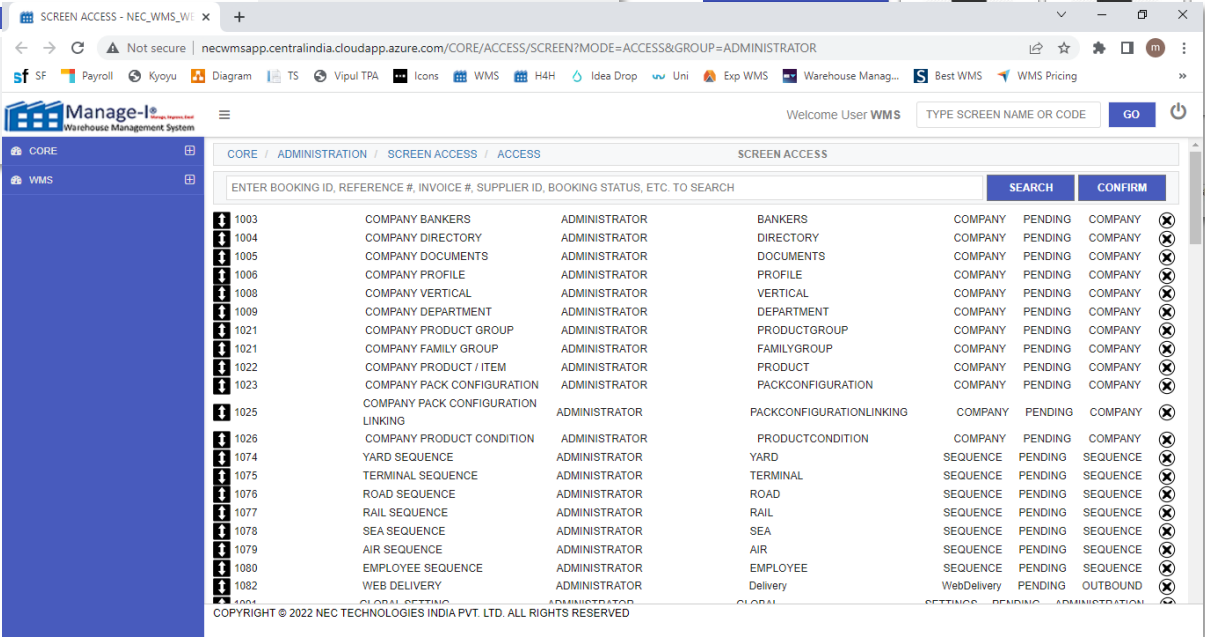 SCREEN ACCESS - NEC_WMS_WE
Not secure necwmsapp.centralindia.cloudapp.azure.com/CORE/ACCESS/SCREEN?MODE=ACCESS&GROUP=ADMINISTRATOR m
sf SF Payroll Kyoyu Diagram TS Vipul TPA Icons WMS H4H Idea Drop Uni Exp WMS Warehouse Manag... S Best WMS WMS Pricing »
Manage-I®
Warehouse Management System
Welcome User WMS TYPE SCREEN NAME OR CODE GO
CORE
WMS
CORE / ADMINISTRATION / SCREEN ACCESS / ACCESS SCREEN ACCESS
ENTER BOOKING ID, REFERENCE #, INVOICE #, SUPPLIER ID, BOOKING STATUS, ETC. TO SEARCH SEARCH CONFIRM
1003 COMPANY BANKERS ADMINISTRATOR BANKERS COMPANY PENDING COMPANY
1004 COMPANY DIRECTORY ADMINISTRATOR DIRECTORY COMPANY PENDING COMPANY
1005 COMPANY DOCUMENTS ADMINISTRATOR DOCUMENTS COMPANY PENDING COMPANY
1006 COMPANY PROFILE ADMINISTRATOR PROFILE COMPANY PENDING COMPANY
1008 COMPANY VERTICAL ADMINISTRATOR VERTICAL COMPANY PENDING COMPANY
1009 COMPANY DEPARTMENT ADMINISTRATOR DEPARTMENT COMPANY PENDING COMPANY
1021 COMPANY PRODUCT GROUP ADMINISTRATOR PRODUCTGROUP COMPANY PENDING COMPANY
1021 COMPANY FAMILY GROUP ADMINISTRATOR FAMILYGROUP COMPANY PENDING COMPANY
1022 COMPANY PRODUCT / ITEM ADMINISTRATOR PRODUCT COMPANY PENDING COMPANY
1023 COMPANY PACK CONFIGURATION ADMINISTRATOR PACKCONFIGURATION COMPANY PENDING COMPANY
1025 COMPANY PACK CONFIGURATION LINKING ADMINISTRATOR PACKCONFIGURATIONLINKING COMPANY PENDING COMPANY
1026 COMPANY PRODUCT CONDITION ADMINISTRATOR PRODUCTCONDITION COMPANY PENDING COMPANY
1074 YARD SEQUENCE ADMINISTRATOR YARD SEQUENCE PENDING SEQUENCE
1075 TERMINAL SEQUENCE ADMINISTRATOR TERMINAL SEQUENCE PENDING SEQUENCE
1076 ROAD SEQUENCE ADMINISTRATOR ROAD SEQUENCE PENDING SEQUENCE
1077 RAIL SEQUENCE ADMINISTRATOR RAIL SEQUENCE PENDING SEQUENCE
1078 SEA SEQUENCE ADMINISTRATOR SEA SEQUENCE PENDING SEQUENCE
1079 AIR SEQUENCE ADMINISTRATOR AIR SEQUENCE PENDING SEQUENCE
1080 EMPLOYEE SEQUENCE ADMINISTRATOR EMPLOYEE SEQUENCE PENDING SEQUENCE
1082 WEB DELIVERY ADMINISTRATOR Delivery WebDelivery PENDING OUTBOUND
GLOBAL SETTING ADMINISTRATOR GLOBAL SETTINGS PENDING ADMINISTRATION
COPYRIGHT © 2022 NEC TECHNOLOGIES INDIA PVT. LTD. ALL RIGHTS RESERVED